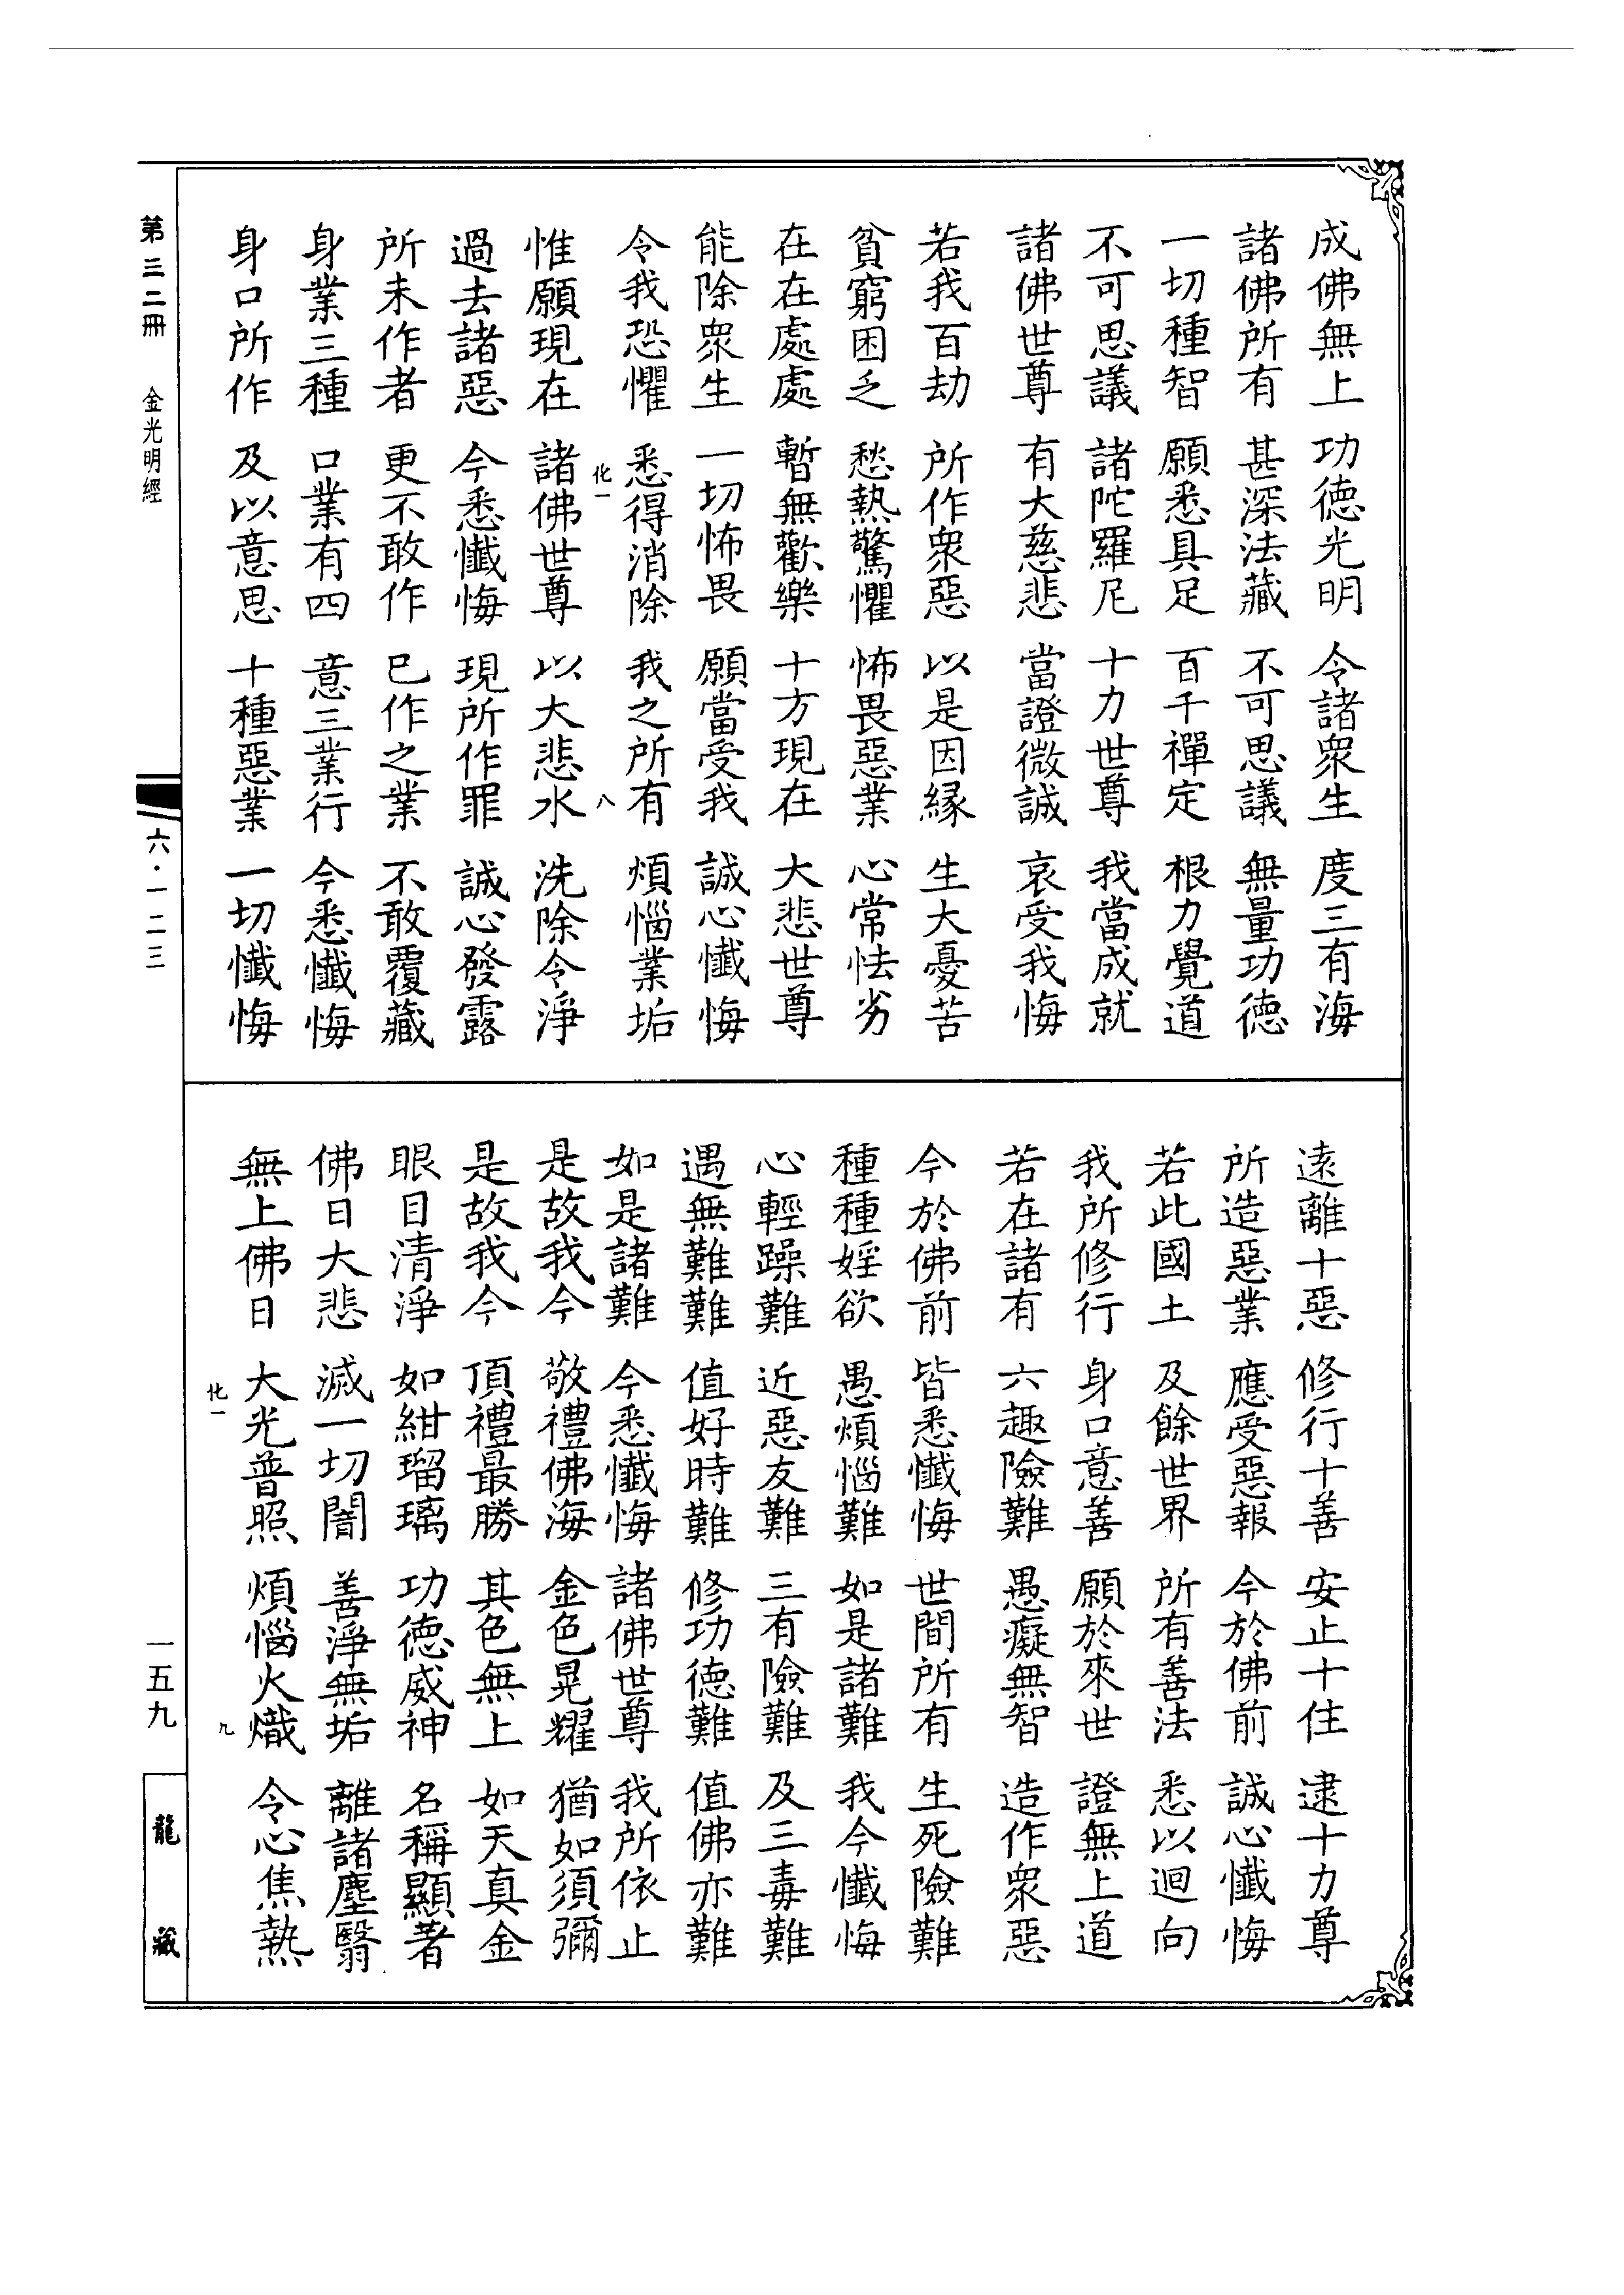 成佛無上 功德光明 令諸衆生 度三有海
諸佛所有 甚深法藏 不可思議 無量功德
一切種智 願悉具足 百千禪定 根力覺道
不可思議 諸陀羅尼 十力世尊 我當成就
諸佛世尊 有大慈悲 當證微誠 哀受我悔
若我百劫 所作衆惡 以是因緣 生大憂苦
貧窮困乏 愁熱驚懼 怖畏惡業 心常怯劣
在在處處 暫無歡樂 十方現在 大悲世尊
能除衆生 一切怖畏 願當受我 誠心懺悔
令我恐懼 悉得消除 我之所有 煩惱業垢
化一 八
惟願現在 諸佛世尊 以大悲水 洗除令淨
過去諸惡 今悉懺悔 現所作罪 誠心發露
所未作者 更不敢作 已作之業 不敢覆藏
身業三種 口業有四 意三業行 今悉懺悔
身口所作 及以意思 十種惡業 一切懺悔
遠離十惡 修行十善 安止十住 逮十力尊
所造惡業 應受惡報 今於佛前 誠心懺悔
若此國土 及餘世界 所有善法 悉以迴向
我所修行 身口意善 願於來世 證無上道
若在諸有 六趣險難 愚癡無智 造作衆惡
今於佛前 皆悉懺悔 世間所有 生死險難
種種婬欲 愚煩惱難 如是諸難 我今懺悔
心輕躁難 近惡友難 三有險難 及三毒難
遇無難難 值好時難 修功德難 值佛亦難
如是諸難 今悉懺悔 諸佛世尊 我所依止
是故我今 敬禮佛海 金色晃耀 猶如須彌
是故我今 頂禮最勝 其色無上 如天真金
眼目清淨 如紺瑠璃 功德威神 名稱顯著
佛日大悲 滅一切闇 善淨無垢 離諸塵翳
無上佛日 大光普照 煩惱火熾 令心焦熱
化一 九
第三二冊 金光明經
六·一二三
一五九
龍藏